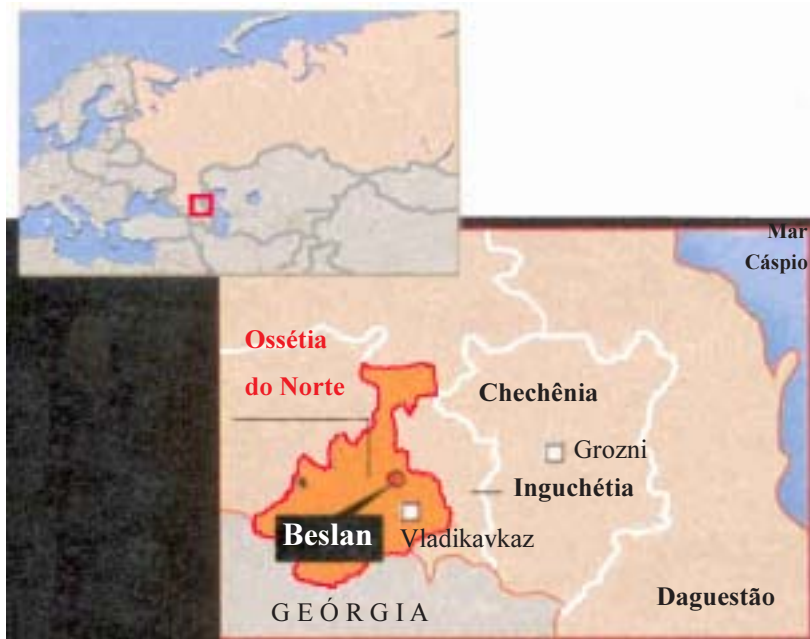 Mar
Cáspio
Ossétia
do Norte
Chechênia
Grozni
Inguchétia
Beslan
Vladikavkaz
GEÓRGIA
Daguestão